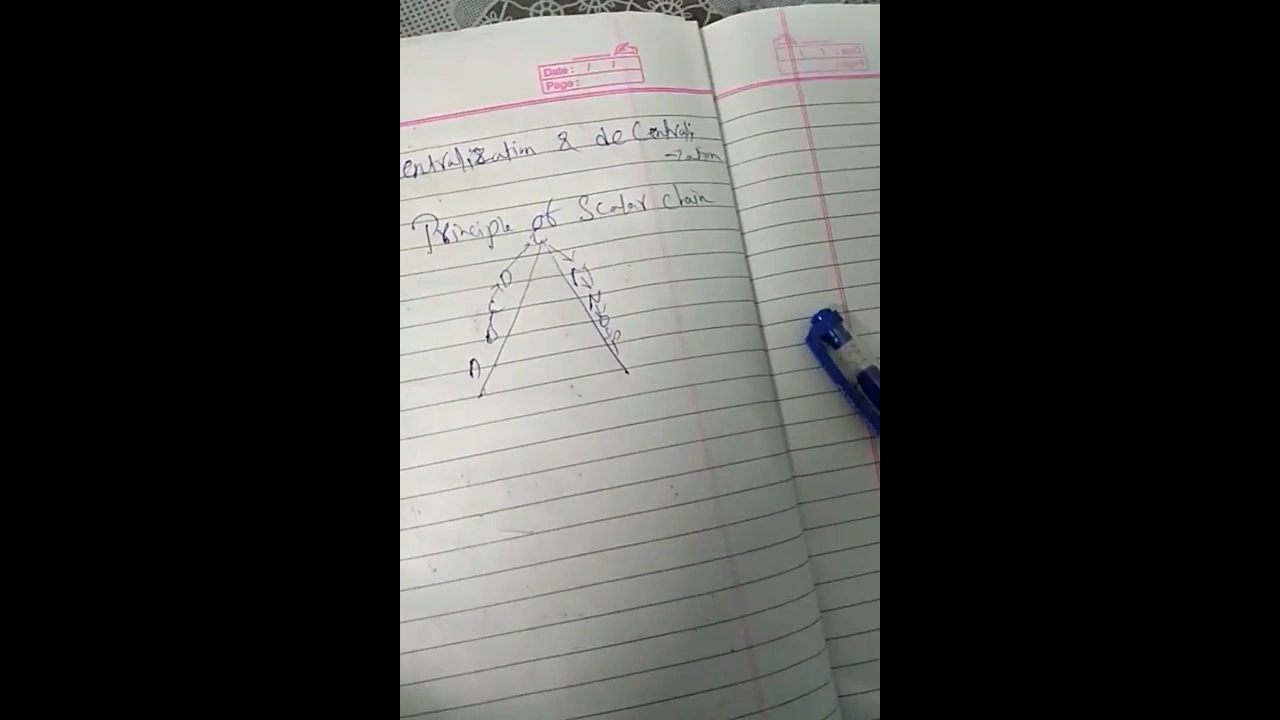 Date : / /
Page :
entralization & de Centrali
-zation
Principle of Scalar chain
D
A